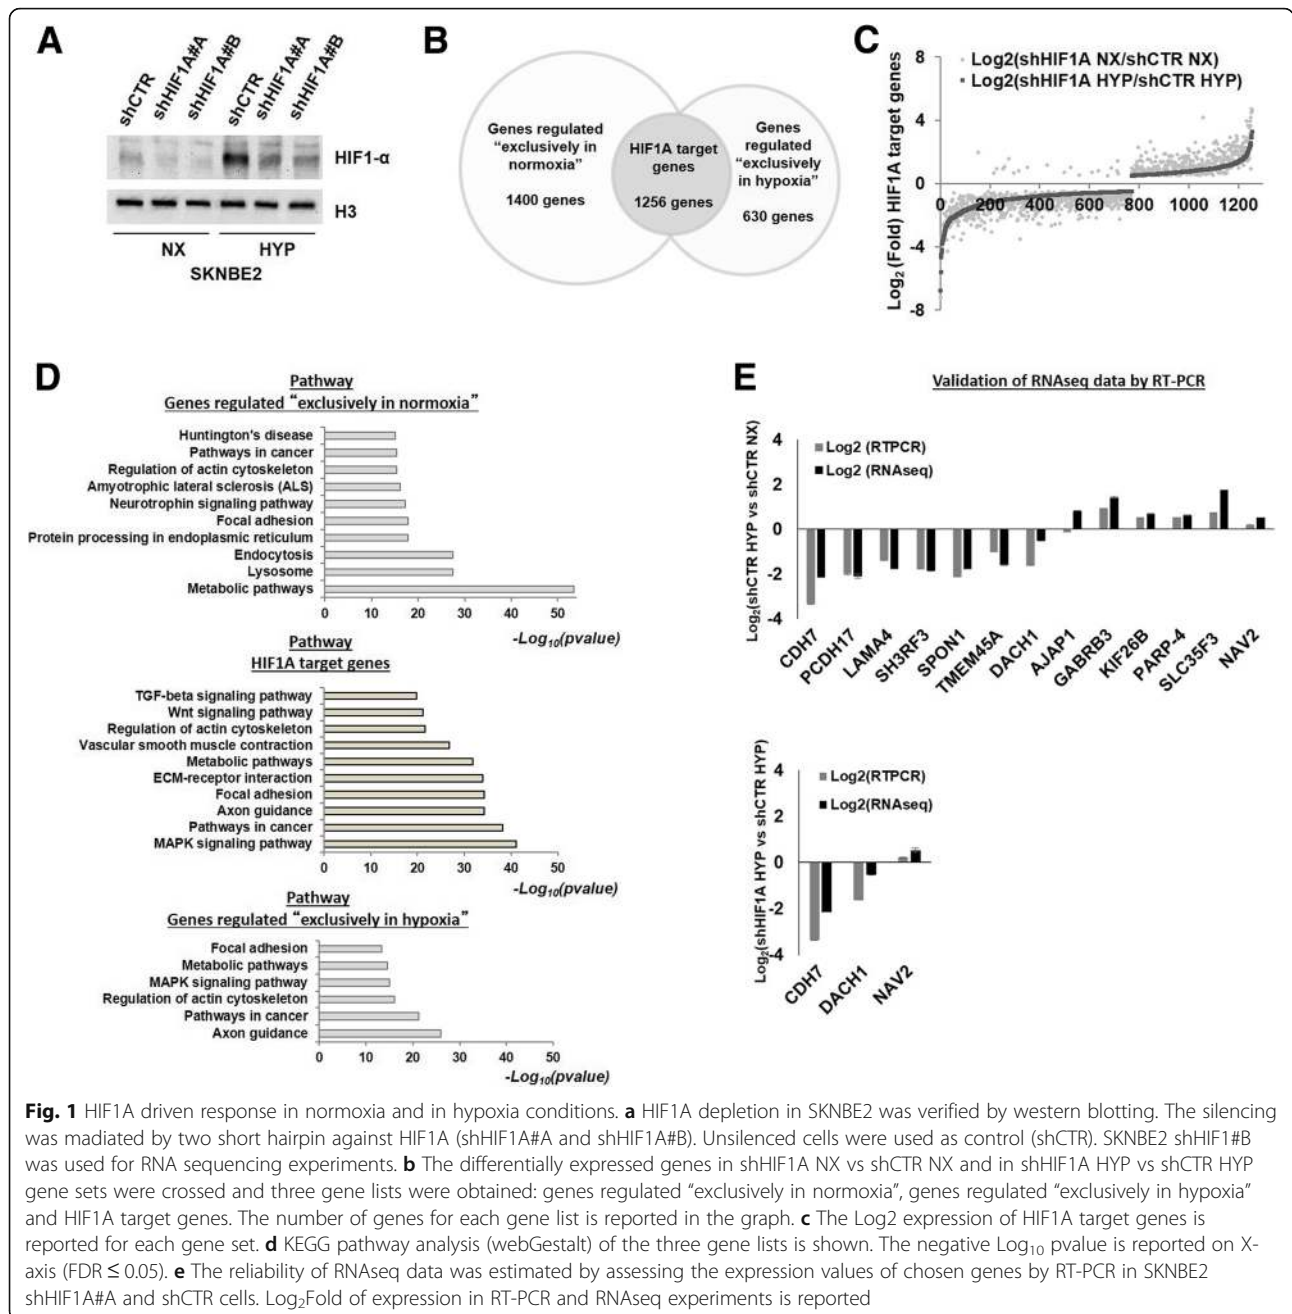 A
shCTR
shHIF1A#A
shHIF1A#B
shCTR
shHIF1A#A
shHIF1A#B
HIF1-α
H3
NX HYP
SKNBE2
B
Genes regulated
“exclusively in
normoxia”
1400 genes
HIF1A target
genes
1256 genes
Genes
regulated
“exclusively
in hypoxia”
630 genes
C
Log2 (Fold) HIF1A target genes
8
4
0
-4
-8
Log2(shHIF1A NX/shCTR NX)
Log2(shHIF1A HYP/shCTR HYP)
0 200 400 600 800 1000 1200
D
Pathway
Genes regulated “exclusively in normoxia”
Huntington's disease
Pathways in cancer
Regulation of actin cytoskeleton
Amyotrophic lateral sclerosis (ALS)
Neurotrophin signaling pathway
Focal adhesion
Protein processing in endoplasmic reticulum
Endocytosis
Lysosome
Metabolic pathways
0 10 20 30 40 50
-Log10(pvalue)
Pathway
HIF1A target genes
TGF-beta signaling pathway
Wnt signaling pathway
Regulation of actin cytoskeleton
Vascular smooth muscle contraction
Metabolic pathways
ECM-receptor interaction
Focal adhesion
Axon guidance
Pathways in cancer
MAPK signaling pathway
0 10 20 30 40 50
-Log10(pvalue)
Pathway
Genes regulated “exclusively in hypoxia”
Focal adhesion
Metabolic pathways
MAPK signaling pathway
Regulation of actin cytoskeleton
Pathways in cancer
Axon guidance
0 10 20 30 40 50
-Log10(pvalue)
E
Validation of RNAseq data by RT-PCR
Log2(shCTR HYP vs shCTR NX)
4
2
0
-2
-4
Log2 (RTPCR)
Log2 (RNAseq)
CDH7
PCDH17
LAMA4
SH3RF3
SPON1
TMEM45A
DACH1
AJAP1
GABRB3
KIF26B
PARP-4
SLC35F3
NAV2
Log2(shHIF1A HYP vs shCTR HYP)
4
2
0
-2
-4
Log2(RTPCR)
Log2(RNAseq)
CDH7
DACH1
NAV2
Fig. 1 HIF1A driven response in normoxia and in hypoxia conditions. a HIF1A depletion in SKNBE2 was verified by western blotting. The silencing
was madiated by two short hairpin against HIF1A (shHIF1A#A and shHIF1A#B). Unsilenced cells were used as control (shCTR). SKNBE2 shHIF1#B
was used for RNA sequencing experiments. b The differentially expressed genes in shHIF1A NX vs shCTR NX and in shHIF1A HYP vs shCTR HYP
gene sets were crossed and three gene lists were obtained: genes regulated “exclusively in normoxia”, genes regulated “exclusively in hypoxia”
and HIF1A target genes. The number of genes for each gene list is reported in the graph. c The Log2 expression of HIF1A target genes is
reported for each gene set. d KEGG pathway analysis (webGestalt) of the three gene lists is shown. The negative Log10 pvalue is reported on X-
axis (FDR ≤ 0.05). e The reliability of RNAseq data was estimated by assessing the expression values of chosen genes by RT-PCR in SKNBE2
shHIF1A#A and shCTR cells. Log2Fold of expression in RT-PCR and RNAseq experiments is reported